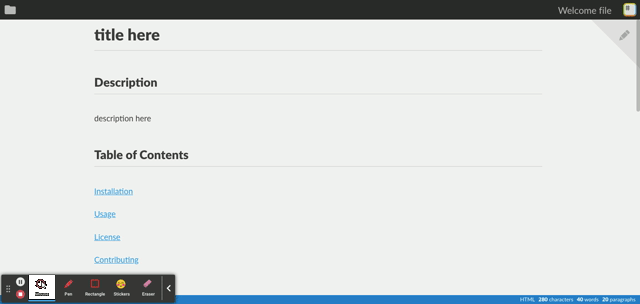 Welcome file
title here
Description
description here
Table of Contents
Installation
Usage
License
Contributing
Pen
Rectangle
Stickers
Eraser
HTML 280 characters 40 words 20 paragraphs